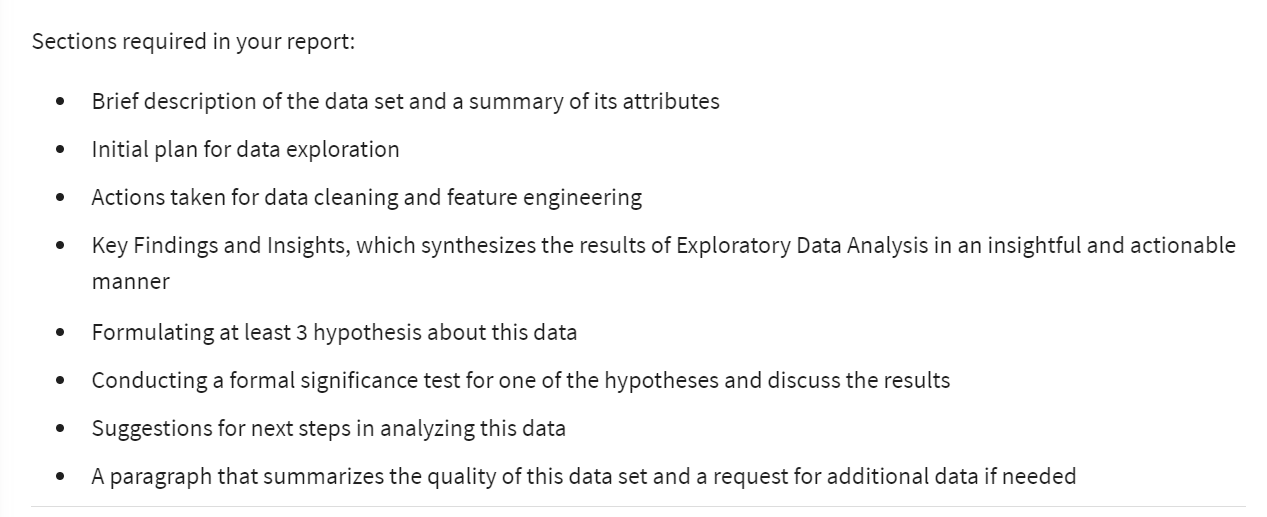 Sections required in your report:
• Brief description of the data set and a summary of its attributes
• Initial plan for data exploration
• Actions taken for data cleaning and feature engineering
• Key Findings and Insights, which synthesizes the results of Exploratory Data Analysis in an insightful and actionable
manner
• Formulating at least 3 hypothesis about this data
• Conducting a formal significance test for one of the hypotheses and discuss the results
• Suggestions for next steps in analyzing this data
• A paragraph that summarizes the quality of this data set and a request for additional data if needed